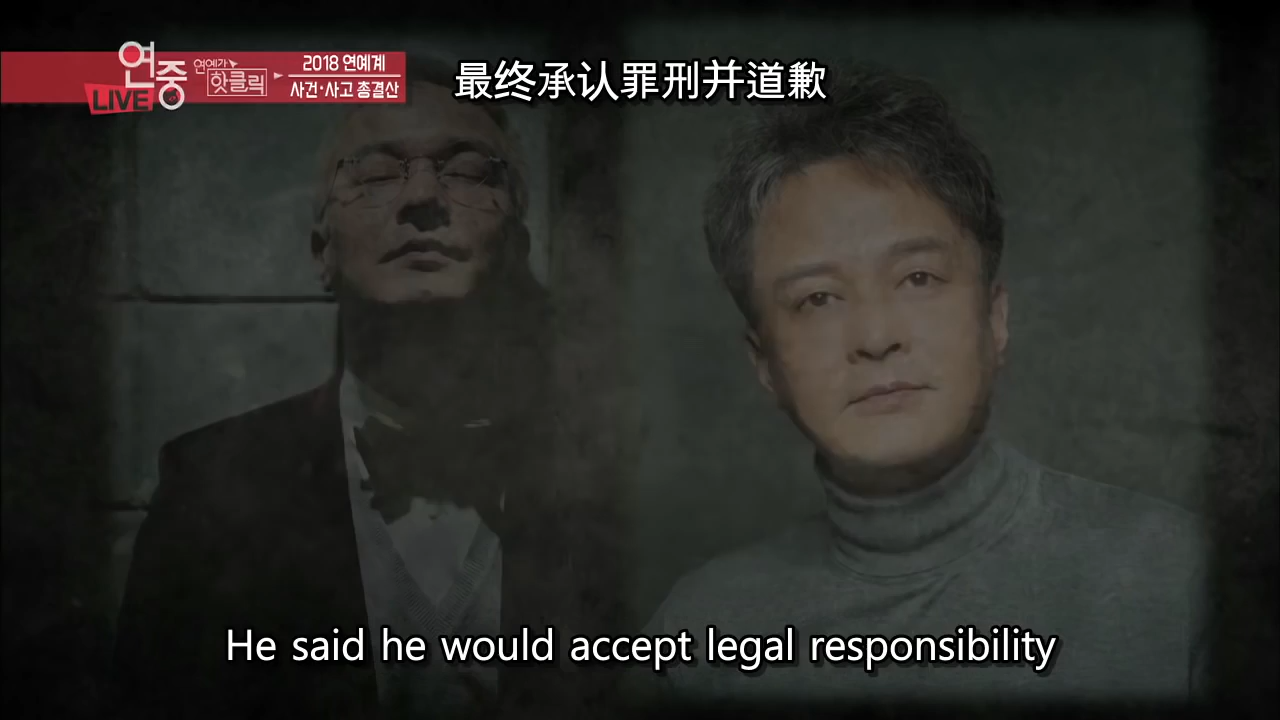 연중
LIVE
연예가
핫클릭
2018 연예계
사건·사고 총결산
最终承认罪刑并道歉
He said he would accept legal responsibility